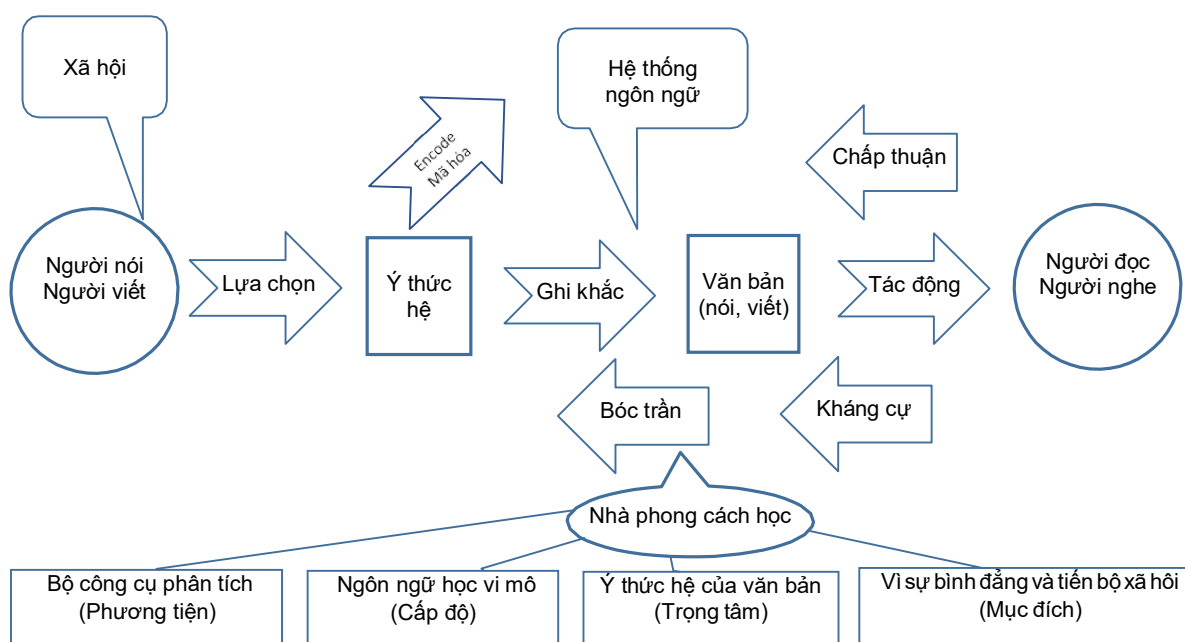 Xã hội
Hệ thống
ngôn ngữ
Encode
Mã hóa
Chấp thuận
Người nói
Người viết
Lựa chọn
Ý thức
hệ
Ghi khắc
Văn bản
(nói, viết)
Tác động
Người đọc
Người nghe
Bóc trần
Kháng cự
Nhà phong cách học
Bộ công cụ phân tích
(Phương tiện)
Ngôn ngữ học vi mô
(Cấp độ)
Ý thức hệ của văn bản
(Trọng tâm)
Vì sự bình đẳng và tiến bộ xã hôi
(Mục đích)